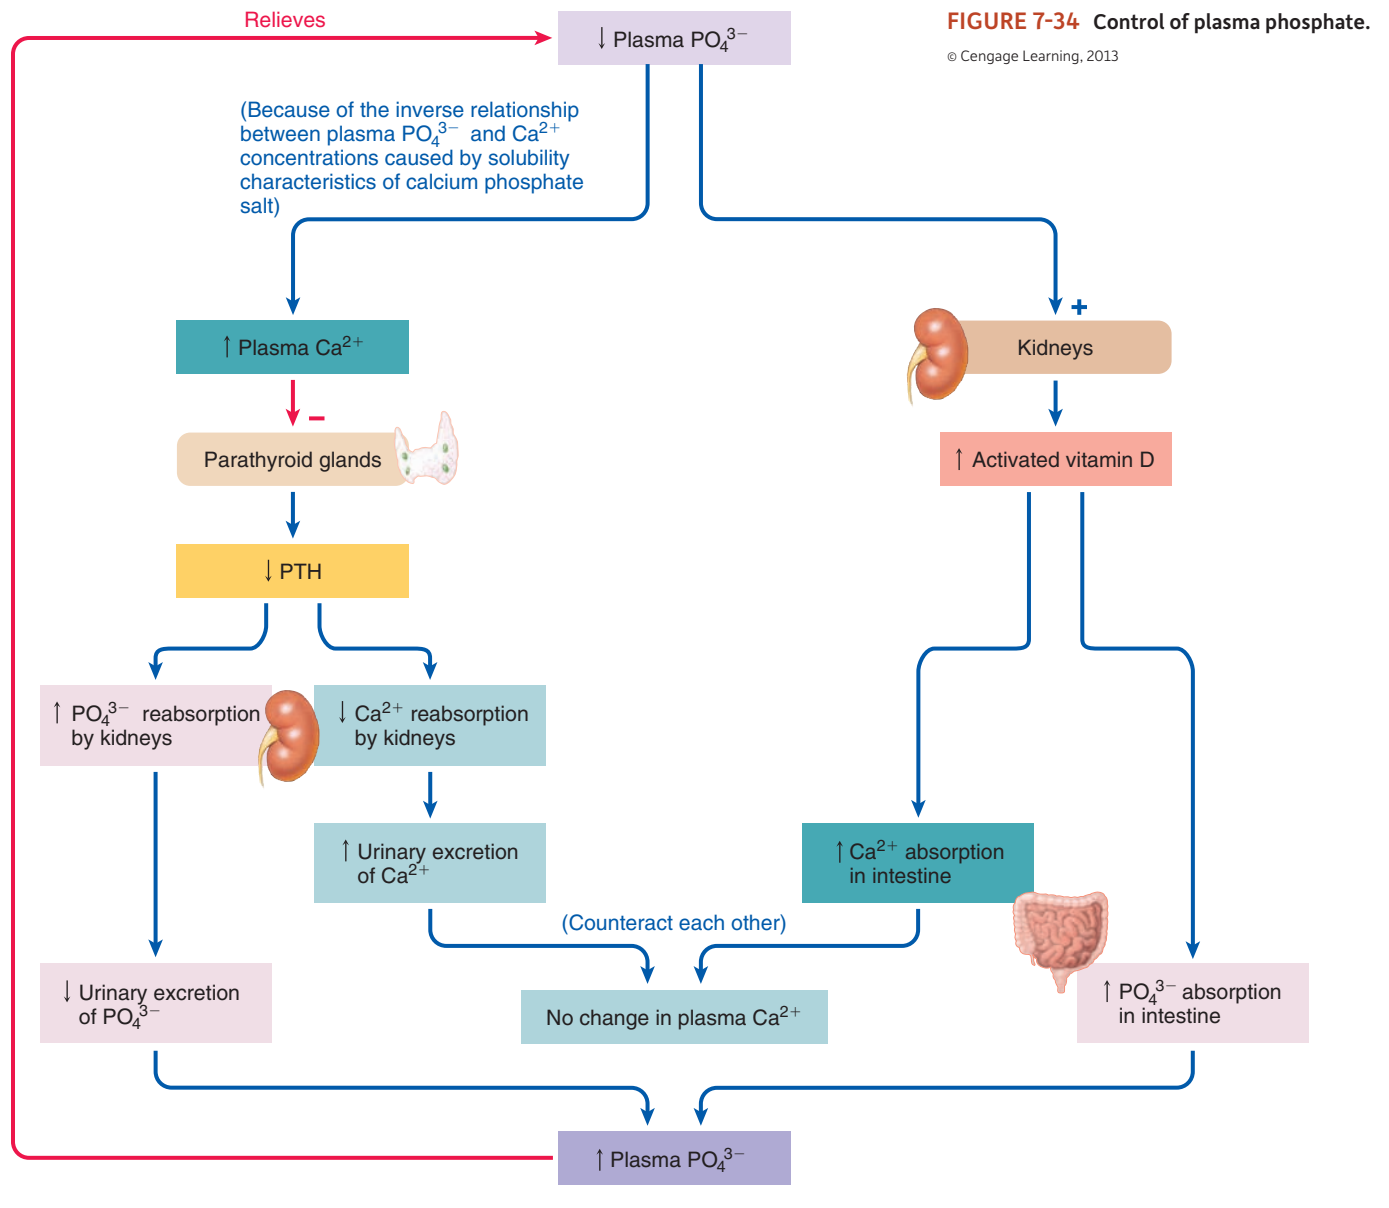 Relieves
↓ Plasma PO₄³⁻
FIGURE 7-34 Control of plasma phosphate.
© Cengage Learning, 2013
(Because of the inverse relationship
between plasma PO₄³⁻ and Ca²⁺
concentrations caused by solubility
characteristics of calcium phosphate
salt)
+
↑ Plasma Ca²⁺
Kidneys
−
Parathyroid glands
↑ Activated vitamin D
↓ PTH
↑ PO₄³⁻ reabsorption
by kidneys
↓ Ca²⁺ reabsorption
by kidneys
↑ Urinary excretion
of Ca²⁺
↑ Ca²⁺ absorption
in intestine
(Counteract each other)
↓ Urinary excretion
of PO₄³⁻
No change in plasma Ca²⁺
↑ PO₄³⁻ absorption
in intestine
↑ Plasma PO₄³⁻